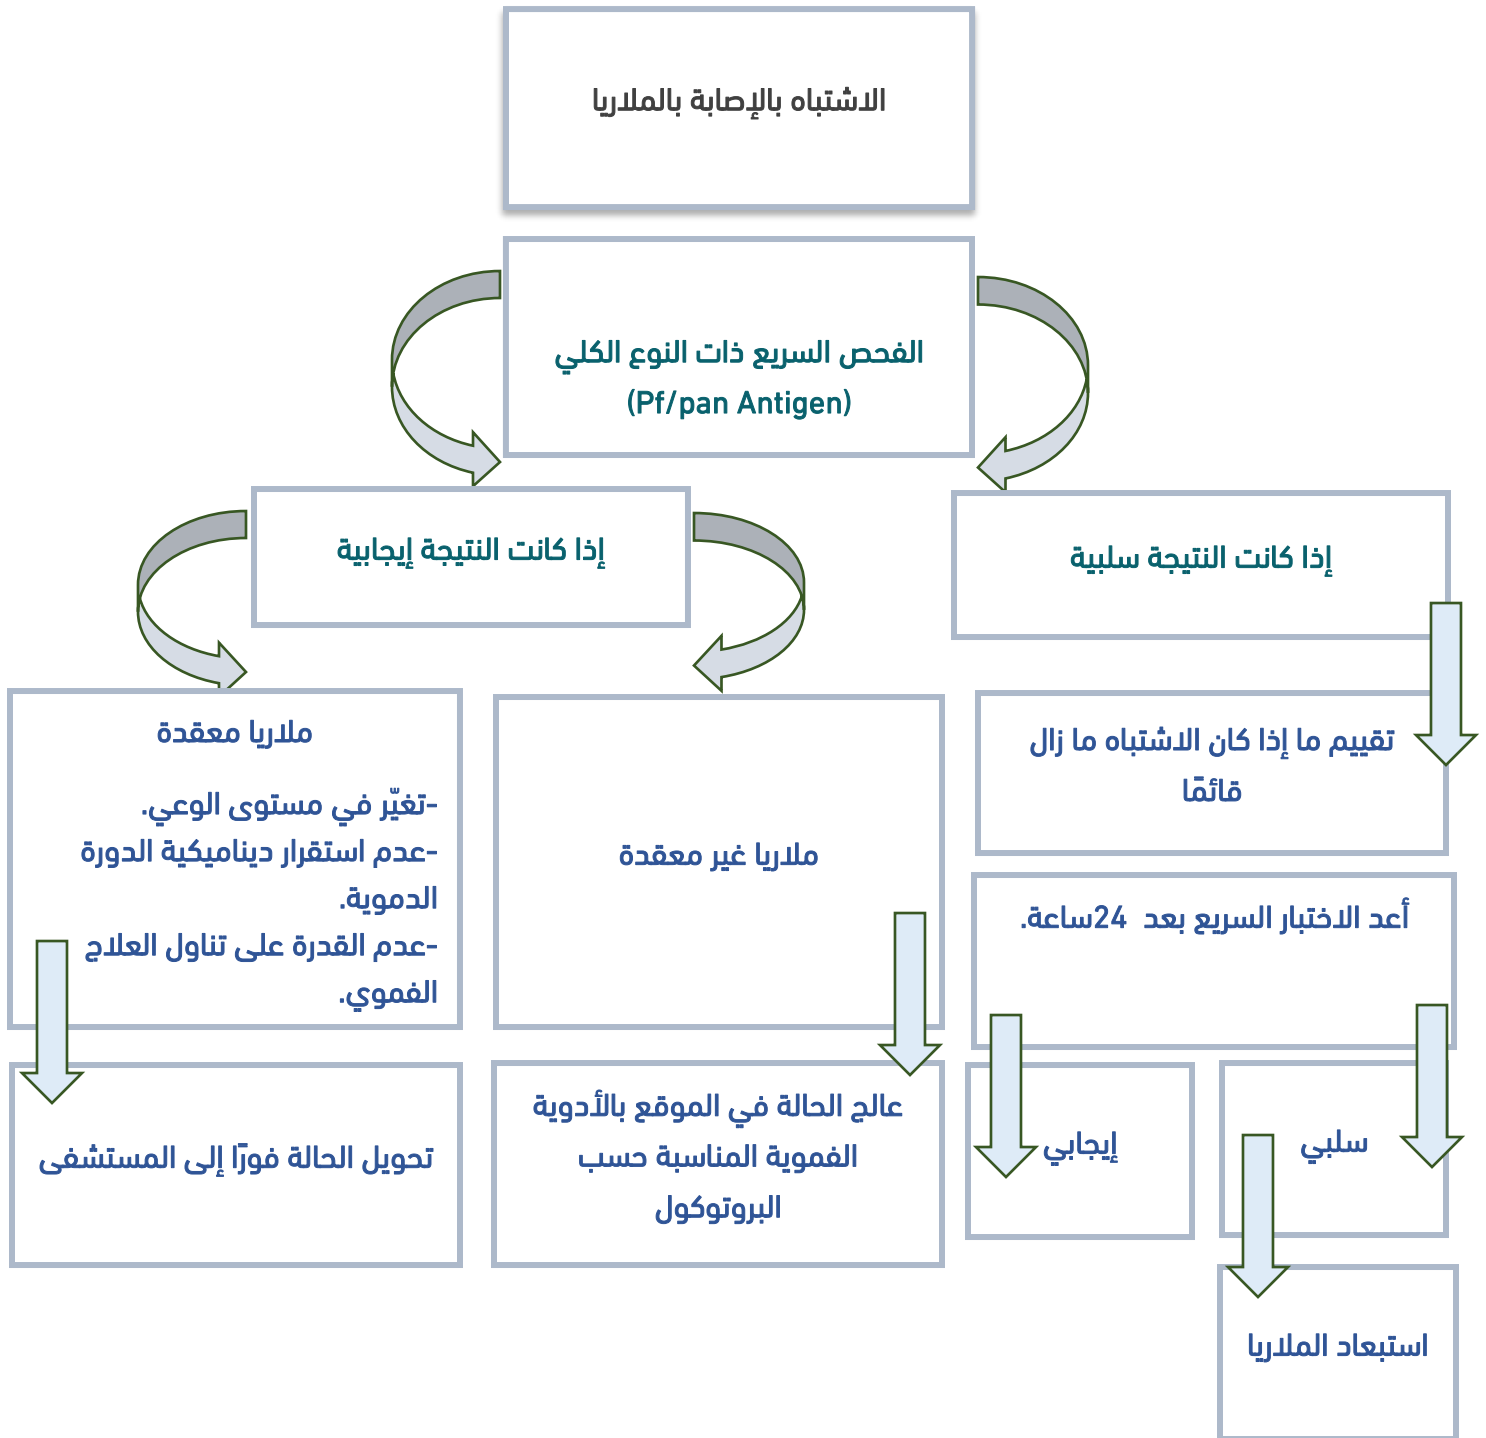 الاشتباه بالإصابة بالملاريا
الفحص السريع ذات النوع الكلي
(Pf/pan Antigen)
إذا كانت النتيجة سلبية
إذا كانت النتيجة إيجابية
تقييم ما إذا كان الاشتباه ما زال
قائمًا
أعد الاختبار السريع بعد 24ساعة.
سلبي
إيجابي
استبعاد الملاريا
ملاريا غير معقدة
عالج الحالة في الموقع بالأدوية
الفموية المناسبة حسب
البروتوكول
ملاريا معقدة
-تغيّر في مستوى الوعي.
-عدم استقرار ديناميكية الدورة
الدموية.
-عدم القدرة على تناول العلاج
الفموي.
تحويل الحالة فورًا إلى المستشفى